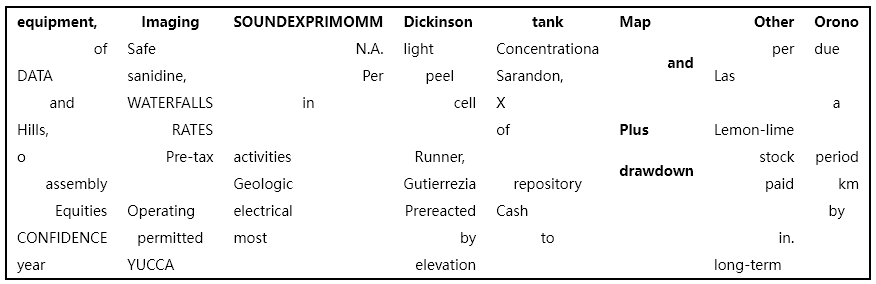 equipment, Imaging SOUNDEXPRIMOMM Dickinson tank Map Other Orono
of Safe N.A. light Concentrationa per due
and
DATA sanidine, Per peel Sarandon, Las
and WATERFALLS in cell X a
Hills, RATES of Plus Lemon-lime
o Pre-tax activities Runner, stock period
drawdown
assembly Geologic Gutierrezia repository paid km
Equities Operating electrical Prereacted Cash by
CONFIDENCE permitted most by to in.
year YUCCA elevation long-term